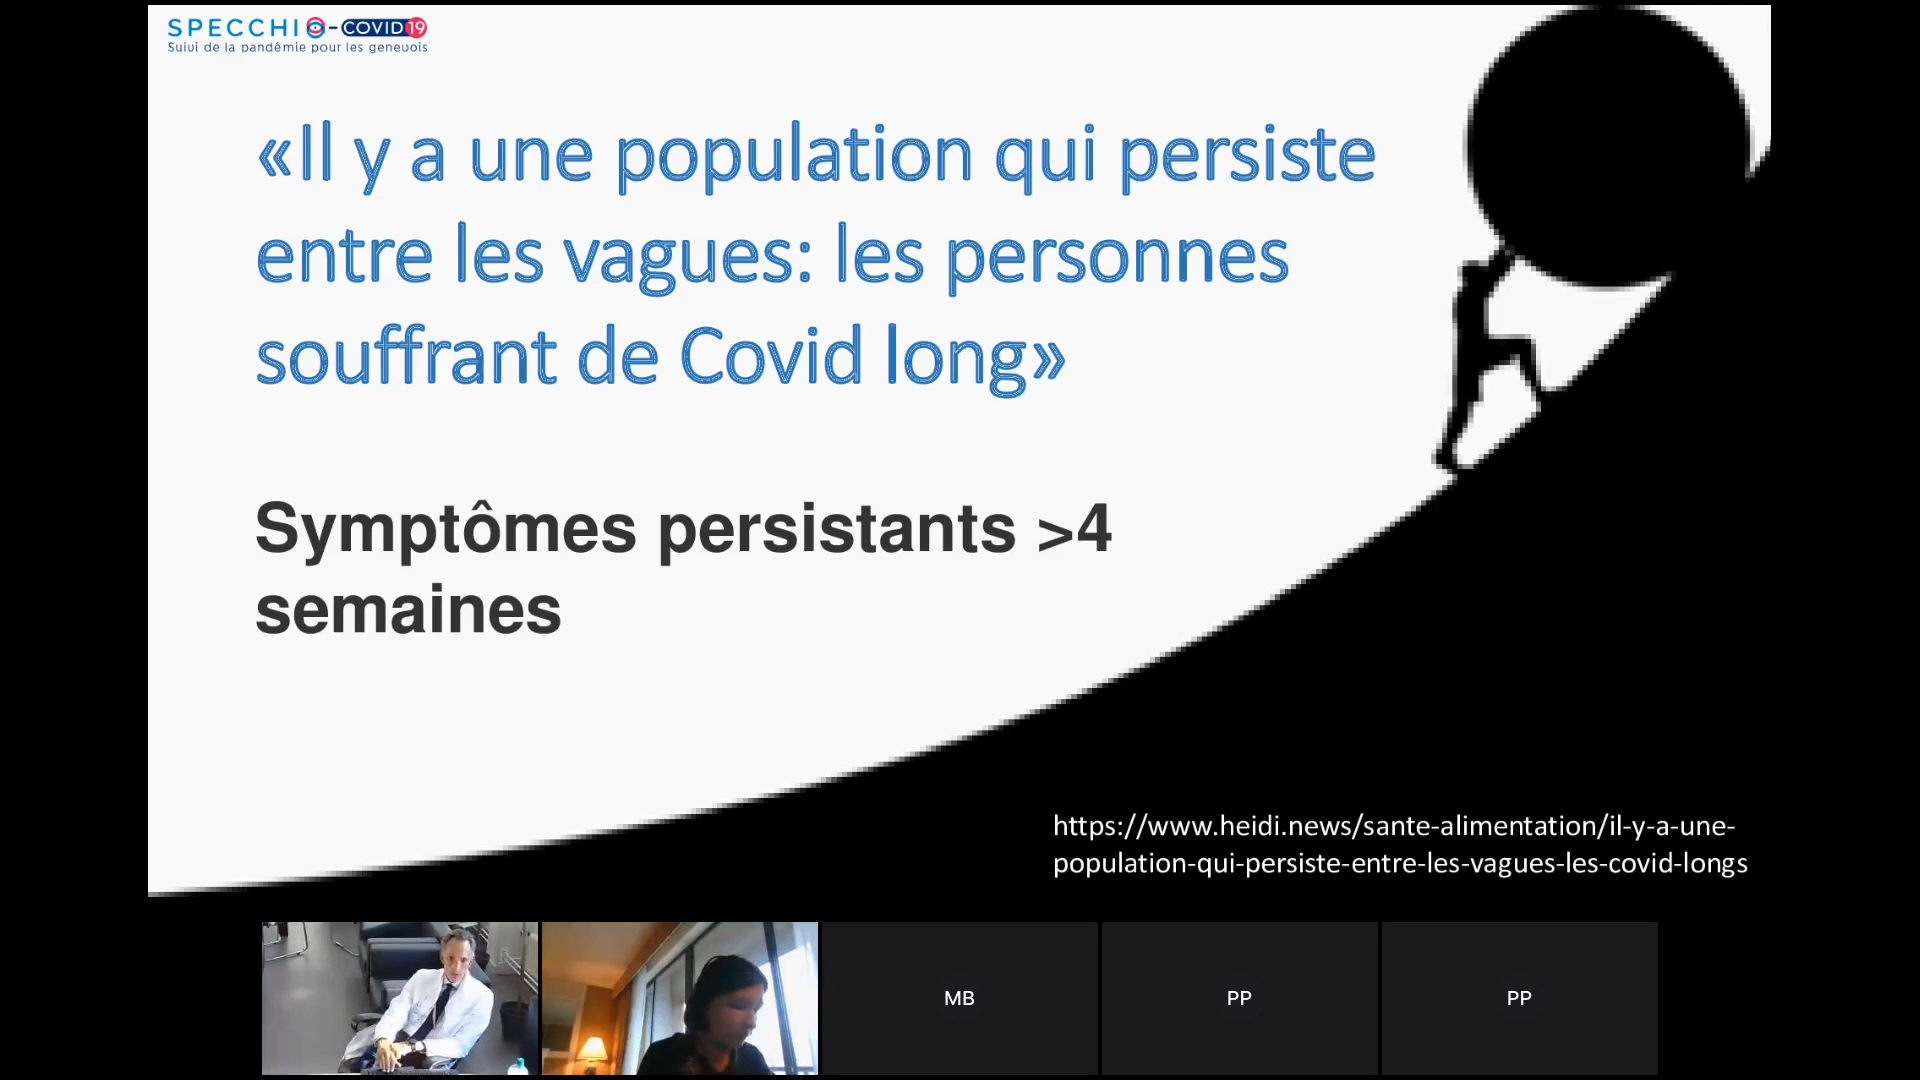 SPECCHIO-COVID19
Suivi de la pandémie pour les genevois
«Il y a une population qui persiste
entre les vagues: les personnes
souffrant de Covid long»
Symptômes persistants >4
semaines
https://www.heidi.news/sante-alimentation/il-y-a-une-
population-qui-persiste-entre-les-vagues-les-covid-longs
MB
PP
PP